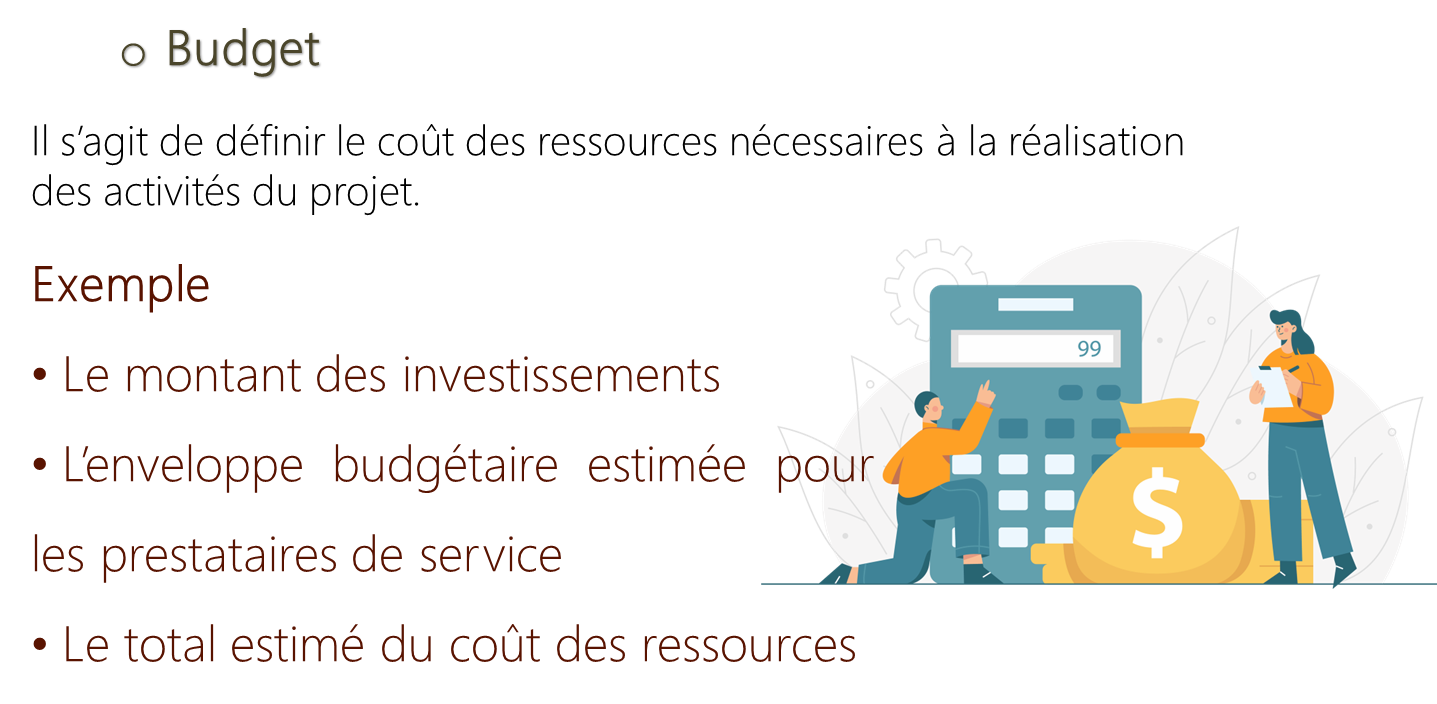 o Budget
Il s’agit de définir le coût des ressources nécessaires à la réalisation
des activités du projet.
Exemple
• Le montant des investissements
• L’enveloppe budgétaire estimée pour
les prestataires de service
• Le total estimé du coût des ressources
99
$